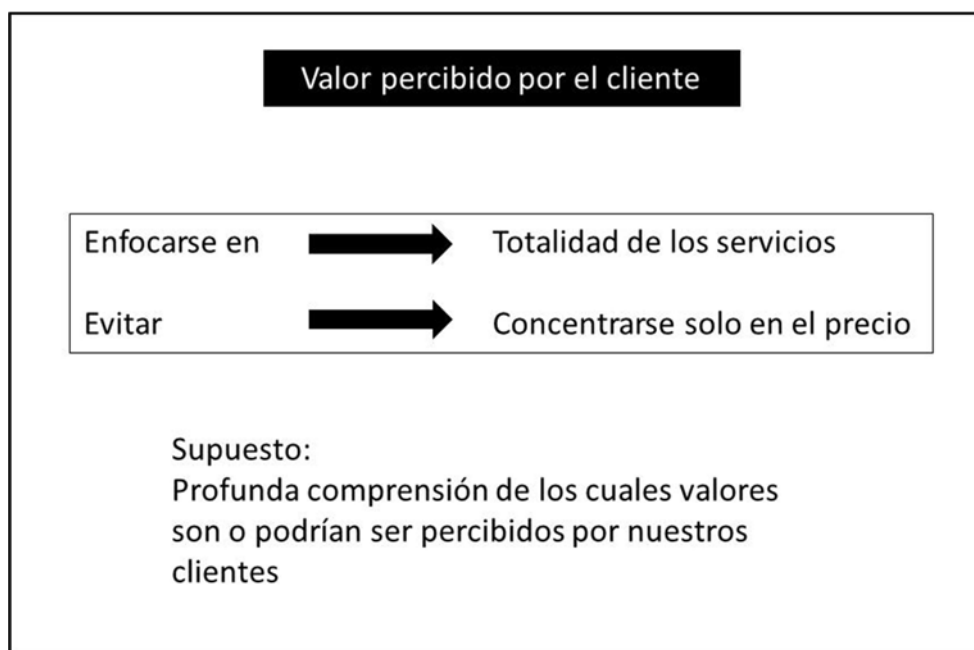 Valor percibido por el cliente
Enfocarse en Totalidad de los servicios
Evitar Concentrarse solo en el precio
Supuesto:
Profunda comprensión de los cuales valores
son o podrían ser percibidos por nuestros
clientes